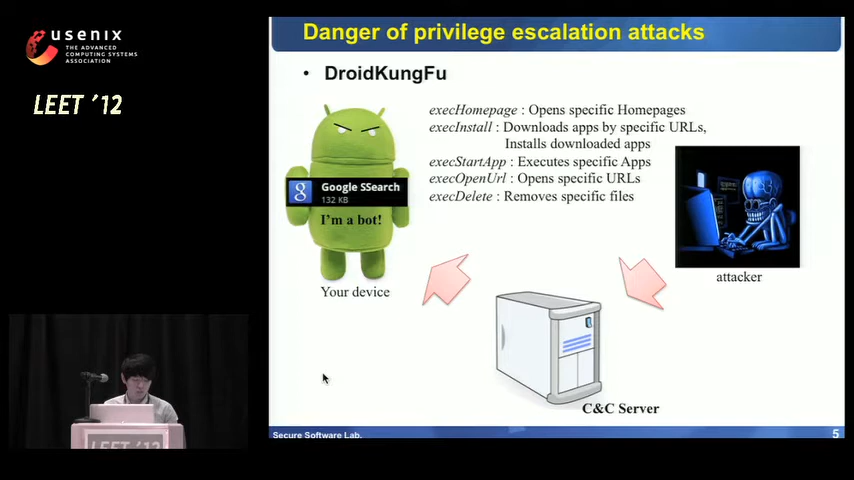 usenix
THE ADVANCED
COMPUTING SYSTEMS
ASSOCIATION
LEET ’12
Danger of privilege escalation attacks
• DroidKungFu
execHomepage : Opens specific Homepages
execInstall : Downloads apps by specific URLs,
Installs downloaded apps
execStartApp : Executes specific Apps
execOpenUrl : Opens specific URLs
execDelete : Removes specific files
g
Google SSearch
132 KB
I’m a bot!
Your device
attacker
C&C Server
LEET ’12
Secure Software Lab.
5